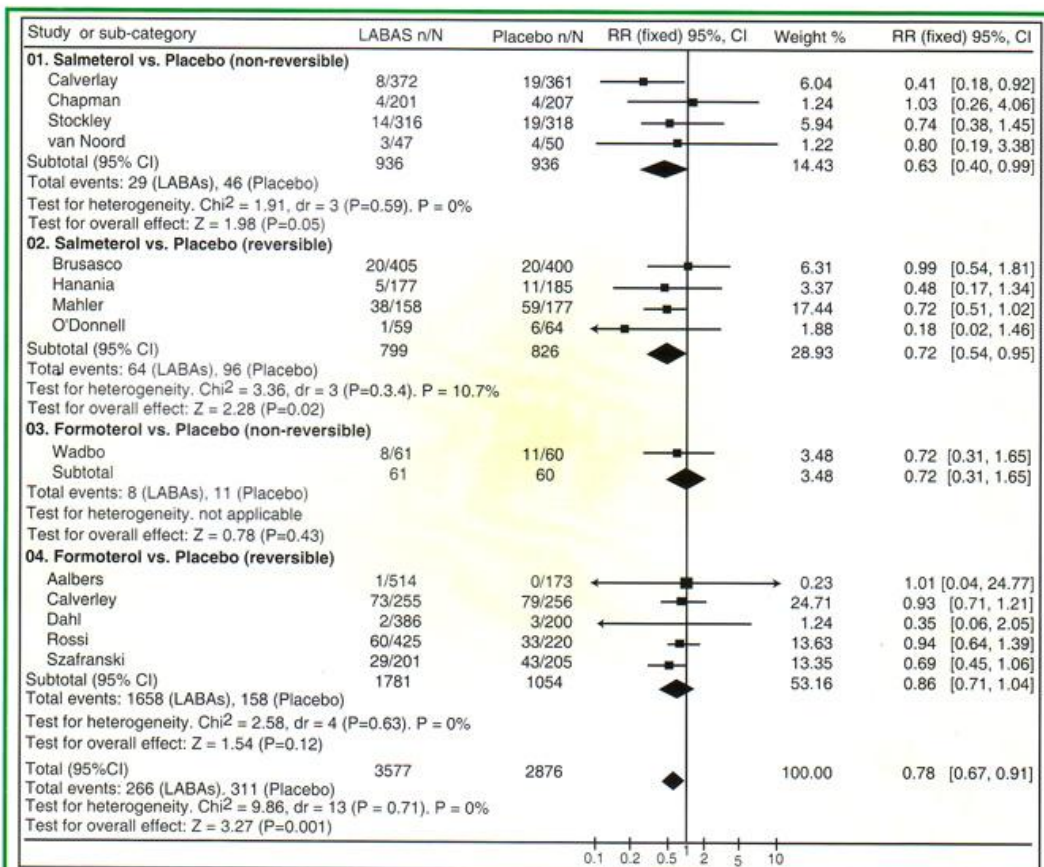 Study or sub-category LABAS n/N Placebo n/N RR (fixed) 95%, CI Weight % RR (fixed) 95%, CI
01. Salmeterol vs. Placebo (non-reversible)
Calverlay 8/372 19/361 6.04 0.41 [0.18, 0.92]
Chapman 4/201 4/207 1.24 1.03 [0.26, 4.06]
Stockley 14/316 19/318 5.94 0.74 [0.38, 1.45]
van Noord 3/47 4/50 1.22 0.80 [0.19, 3.38]
Subtotal (95% CI) 936 936 14.43 0.63 [0.40, 0.99]
Total events: 29 (LABAs), 46 (Placebo)
Test for heterogeneity. Chi² = 1.91, dr = 3 (P=0.59). P = 0%
Test for overall effect: Z = 1.98 (P=0.05)
02. Salmeterol vs. Placebo (reversible)
Brusasco 20/405 20/400 6.31 0.99 [0.54, 1.81]
Hanania 5/177 11/185 3.37 0.48 [0.17, 1.34]
Mahler 38/158 59/177 17.44 0.72 [0.51, 1.02]
O'Donnell 1/59 6/64 1.88 0.18 [0.02, 1.46]
Subtotal (95% CI) 799 826 28.93 0.72 [0.54, 0.95]
Total events: 64 (LABAs), 96 (Placebo)
Test for heterogeneity. Chi² = 3.36, dr = 3 (P=0.3.4). P = 10.7%
Test for overall effect: Z = 2.28 (P=0.02)
03. Formoterol vs. Placebo (non-reversible)
Wadbo 8/61 11/60 3.48 0.72 [0.31, 1.65]
Subtotal 61 60 3.48 0.72 [0.31, 1.65]
Total events: 8 (LABAs), 11 (Placebo)
Test for heterogeneity. not applicable
Test for overall effect: Z = 0.78 (P=0.43)
04. Formoterol vs. Placebo (reversible)
Aalbers 1/514 0/173 0.23 1.01 [0.04, 24.77]
Calverley 73/255 79/256 24.71 0.93 [0.71, 1.21]
Dahl 2/386 3/200 1.24 0.35 [0.06, 2.05]
Rossi 60/425 33/220 13.63 0.94 [0.64, 1.39]
Szafranski 29/201 43/205 13.35 0.69 [0.45, 1.06]
Subtotal (95% CI) 1781 1054 53.16 0.86 [0.71, 1.04]
Total events: 1658 (LABAs), 158 (Placebo)
Test for heterogeneity. Chi² = 2.58, dr = 4 (P=0.63). P = 0%
Test for overall effect: Z = 1.54 (P=0.12)
Total (95%CI) 3577 2876 100.00 0.78 [0.67, 0.91]
Total events: 266 (LABAs), 311 (Placebo)
Test for heterogeneity. Chi² = 9.86, dr = 13 (P = 0.71). P = 0%
Test for overall effect: Z = 3.27 (P=0.001)
0.1 0.2 0.5 1 2 5 10